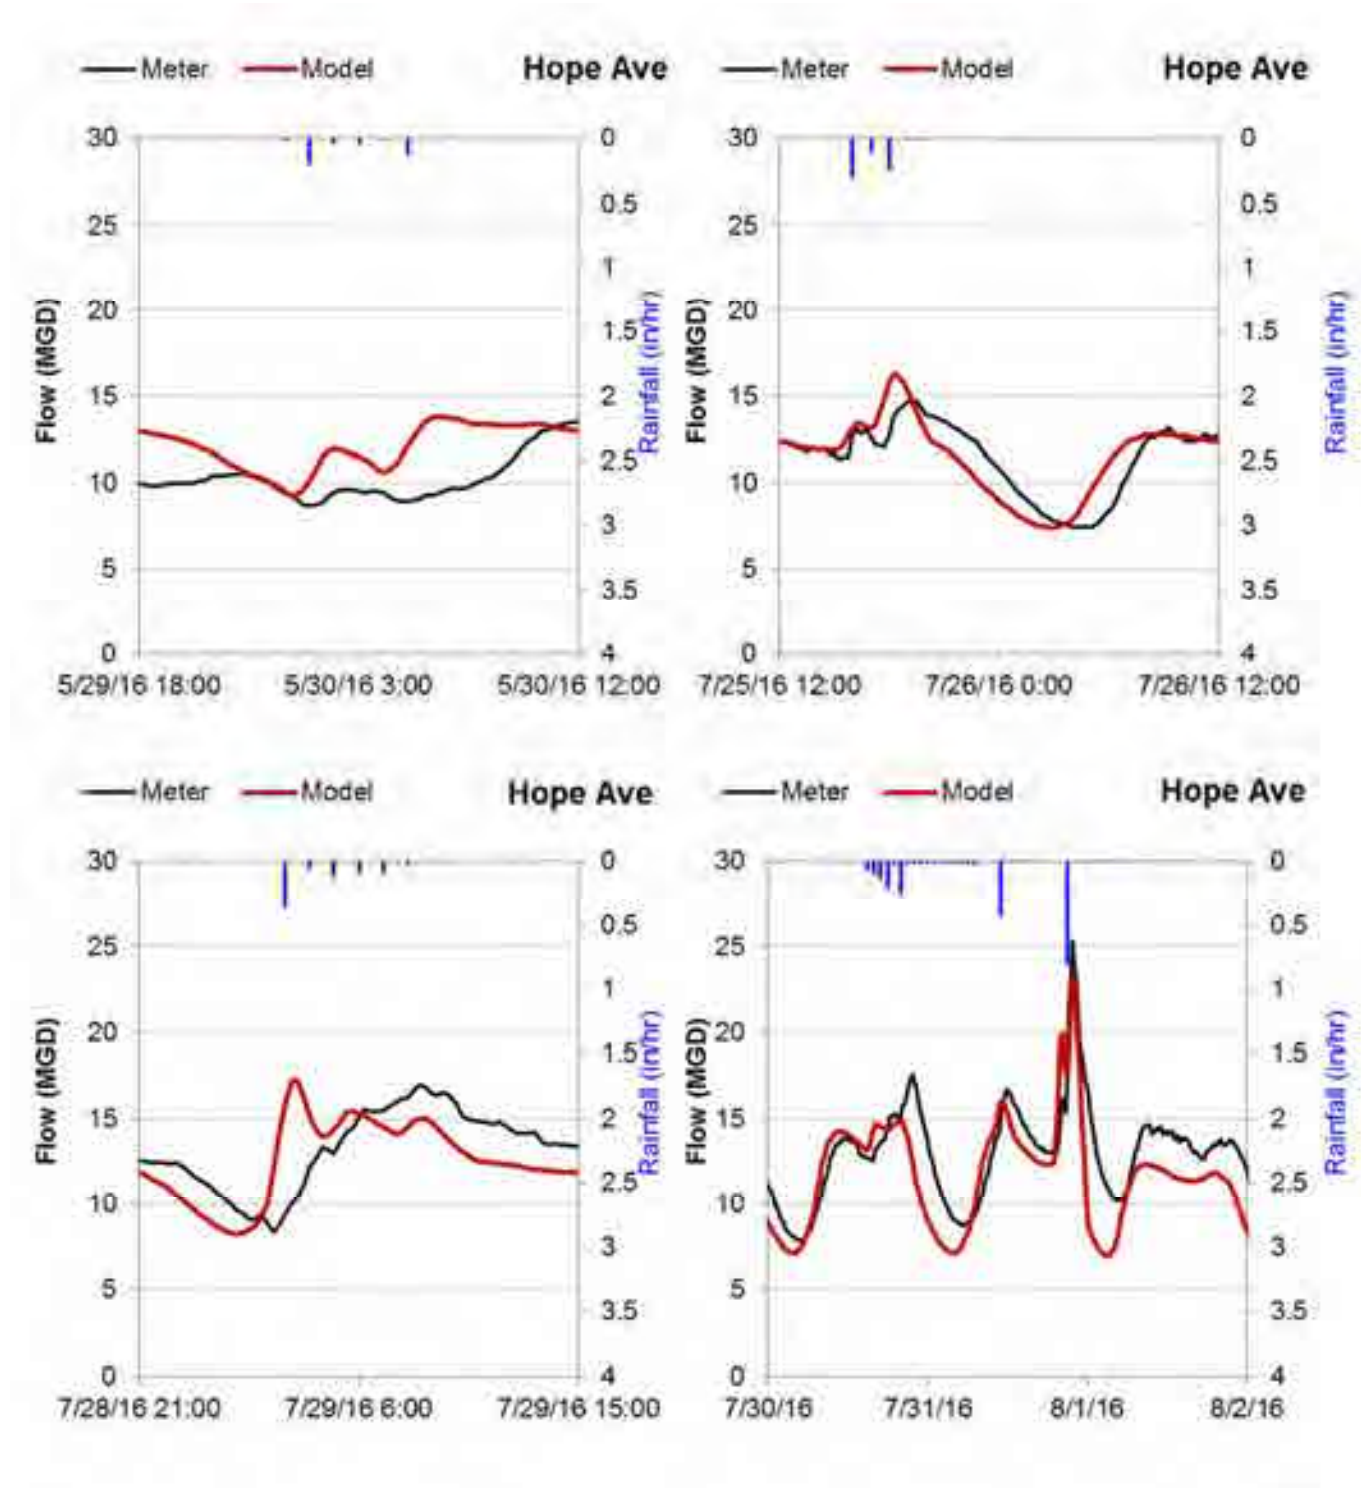 Meter Model Hope Ave
30 0
25 0.5
20 1
15 1.5
10 2
5 2.5
0 3
3.5
4
Flow (MGD)
Rainfall (in/hr)
5/29/16 18:00 5/30/16 3:00 5/30/16 12:00
Meter Model Hope Ave
30 0
25 0.5
20 1
15 1.5
10 2
5 2.5
0 3
3.5
4
Flow (MGD)
Rainfall (in/hr)
7/25/16 12:00 7/26/16 0:00 7/26/16 12:00
Meter Model Hope Ave
30 0
25 0.5
20 1
15 1.5
10 2
5 2.5
0 3
3.5
4
Flow (MGD)
Rainfall (in/hr)
7/28/16 21:00 7/29/16 6:00 7/29/16 15:00
Meter Model Hope Ave
30 0
25 0.5
20 1
15 1.5
10 2
5 2.5
0 3
3.5
4
Flow (MGD)
Rainfall (in/hr)
7/30/16 7/31/16 8/1/16 8/2/16